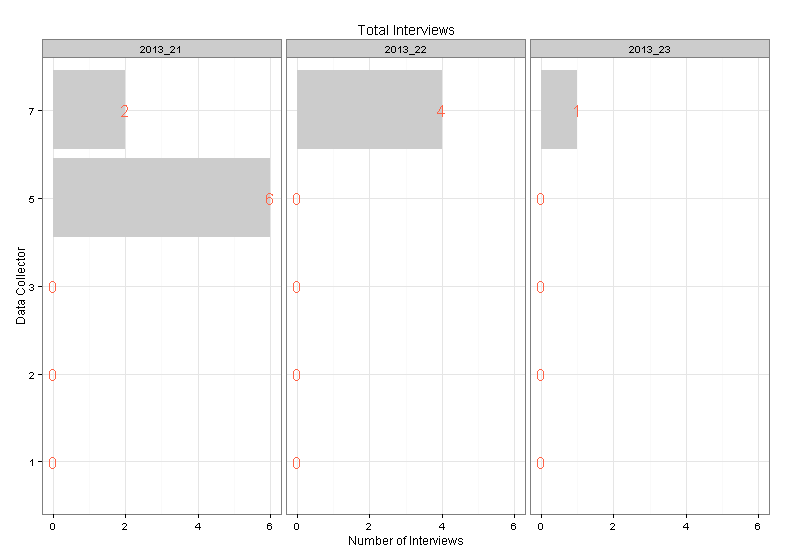 Total Interviews
2013_21 2013_22 2013_23
7 2 4 1
5 6 0 0
Data Collector
3 0 0 0
2 0 0 0
1 0 0 0
0 2 4 6 0 2 4 6 0 2 4 6
Number of Interviews